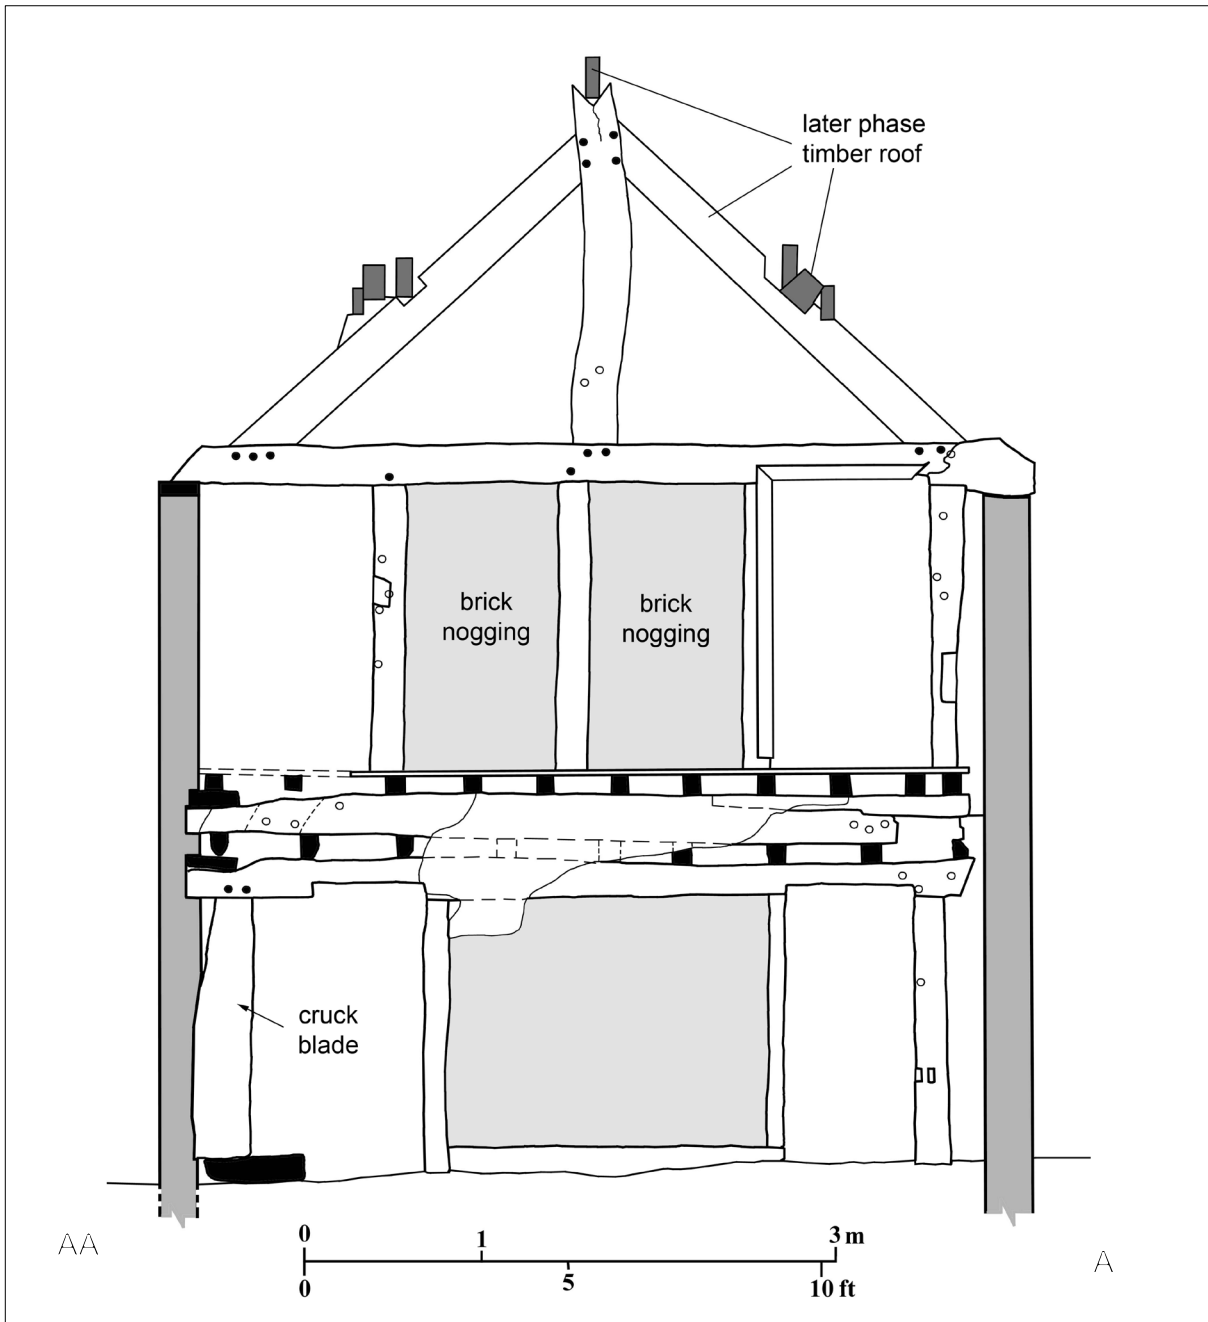 later phase
timber roof
brick
nogging
brick
nogging
cruck
blade
0 1 3 m
0 5 10 ft
AA
A